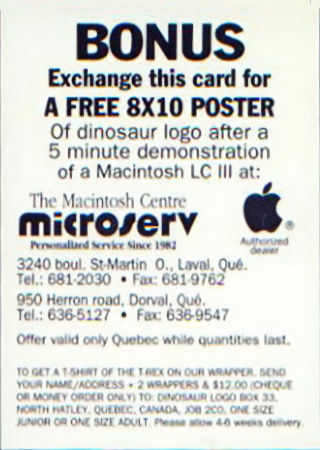 BONUS
Exchange this card for
A FREE 8X10 POSTER
Of dinosaur logo after a
5 minute demonstration
of a Macintosh LC III at:
The Macintosh Centre
microserv
Personalized Service Since 1982
®
Authorized
dealer
3240 boul. St-Martin O., Laval, Qué.
Tel.: 681-2030 • Fax: 681-9762
950 Herron road, Dorval, Qué.
Tel.: 636-5127 • Fax: 636-9547
Offer valid only Quebec while quantities last.
TO GET A T-SHIRT OF THE T-REX ON OUR WRAPPER, SEND
YOUR NAME/ADDRESS + 2 WRAPPERS & $12.00 (CHEQUE
OR MONEY ORDER ONLY) TO: DINOSAUR LOGO BOX 33,
NORTH HATLEY, QUEBEC, CANADA, J0B 2C0. ONE SIZE
JUNIOR OR ONE SIZE ADULT. Please allow 4-6 weeks delivery.